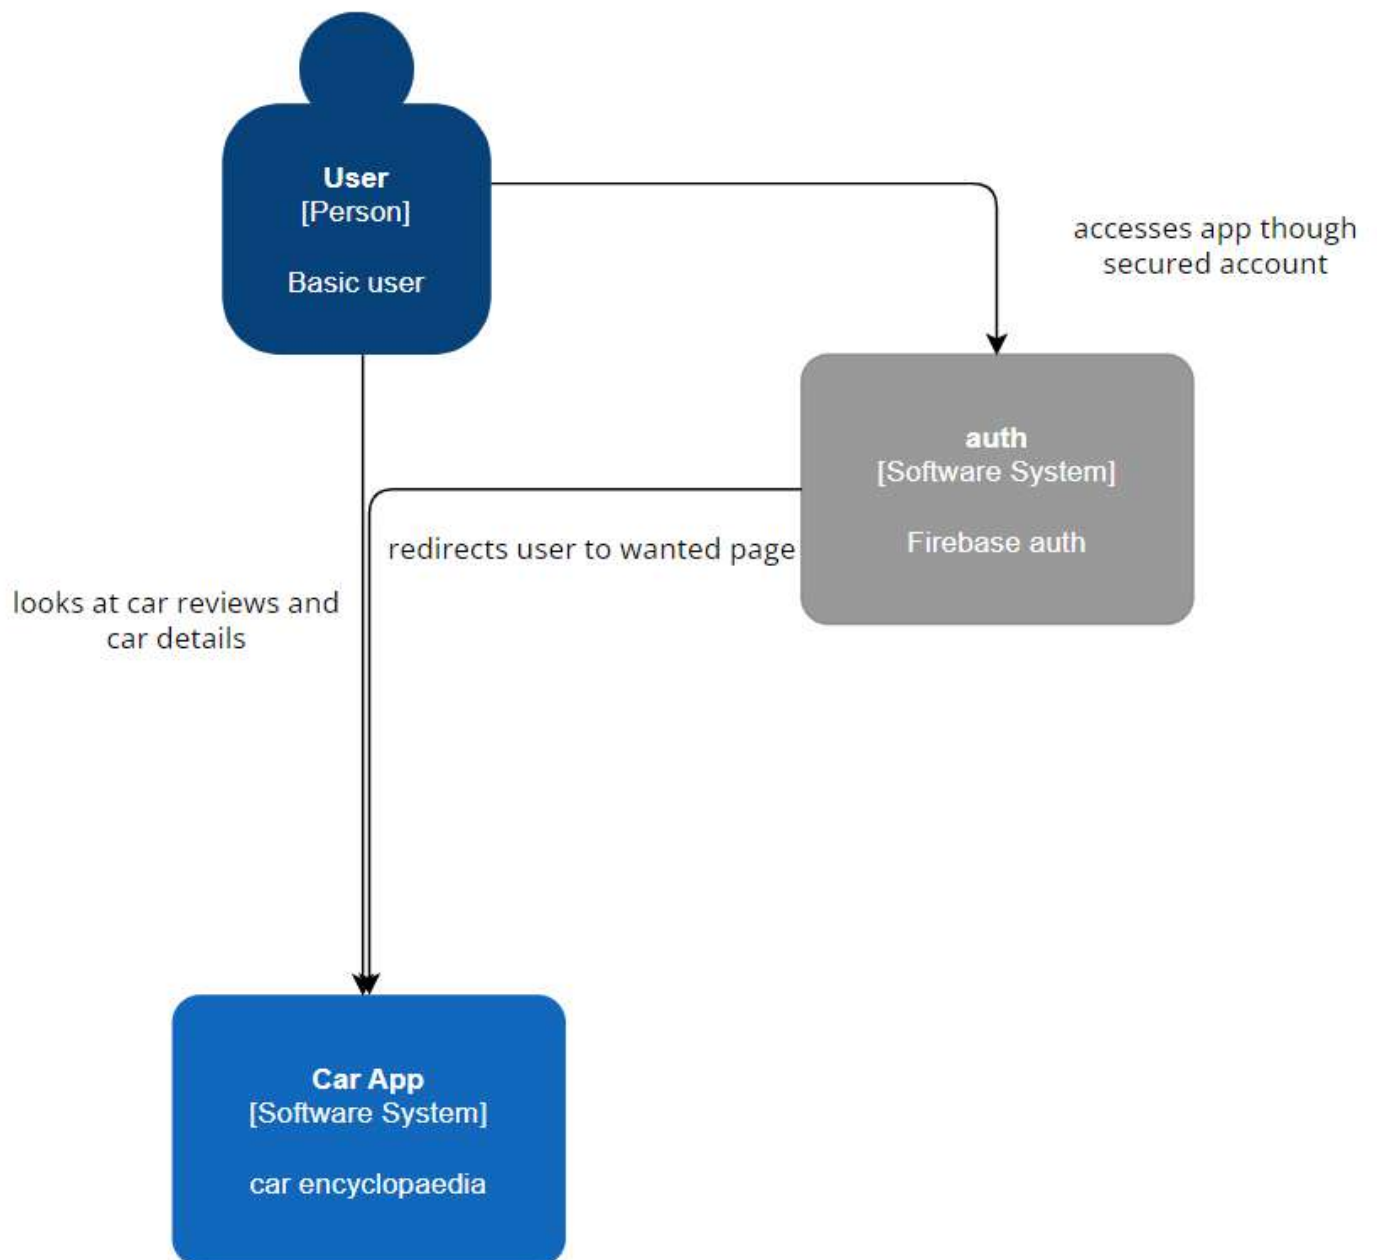 User
[Person]
Basic user
accesses app though
secured account
auth
[Software System]
Firebase auth
redirects user to wanted page
looks at car reviews and
car details
Car App
[Software System]
car encyclopaedia